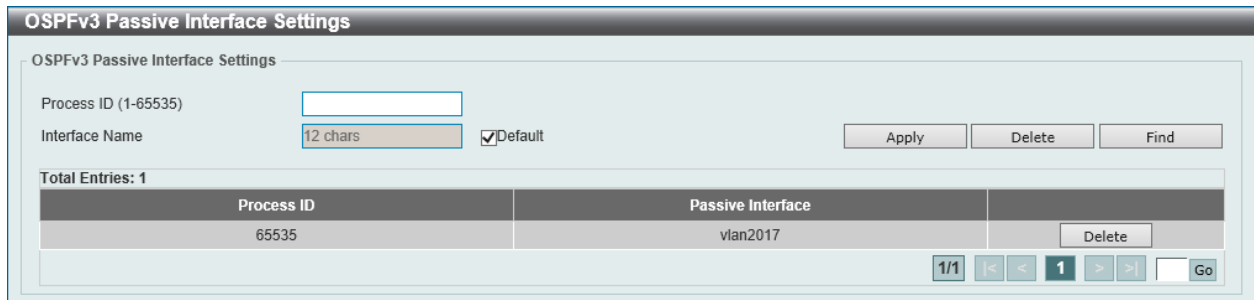 OSPFv3 Passive Interface Settings
OSPFv3 Passive Interface Settings
Process ID (1-65535)
Interface Name 12 chars Default Apply Delete Find
Total Entries: 1
Process ID Passive Interface
65535 vlan2017 Delete
1/1 |< < 1 > >| Go